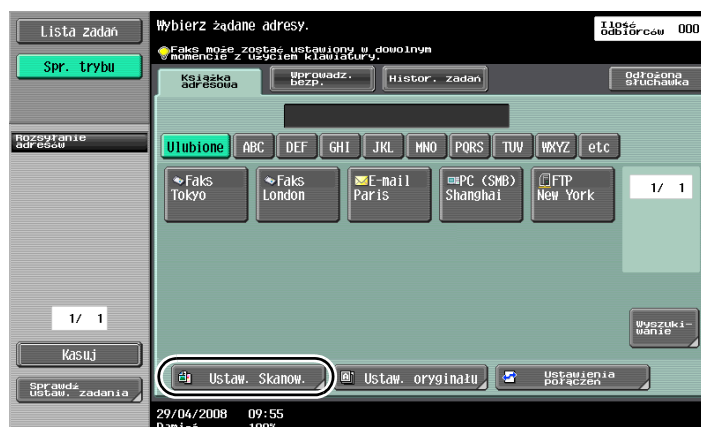 Lista zadań
Spr. trybu
Rozsyłanie
adresów
1/ 1
Kasuj
Sprawdź
ustaw. zadania
Wybierz żądane adresy.
Ilość
odbiorców 000
Faks może zostać ustawiony w dowolnym
momencie z użyciem klawiatury.
Książka
adresowa
Wprowadz.
bezp.
Histor. zadań
Odłożona
słuchawka
Ulubione ABC DEF GHI JKL MNO PQRS TUV WXYZ etc
Faks
Tokyo
Faks
London
E-mail
Paris
PC (SMB)
Shanghai
FTP
New York
1/ 1
Wyszuki-
wanie
Ustaw. Skanow.
Ustaw. oryginału
Ustawienia
połączeń
29/04/2008 09:55
Pamięć 100%